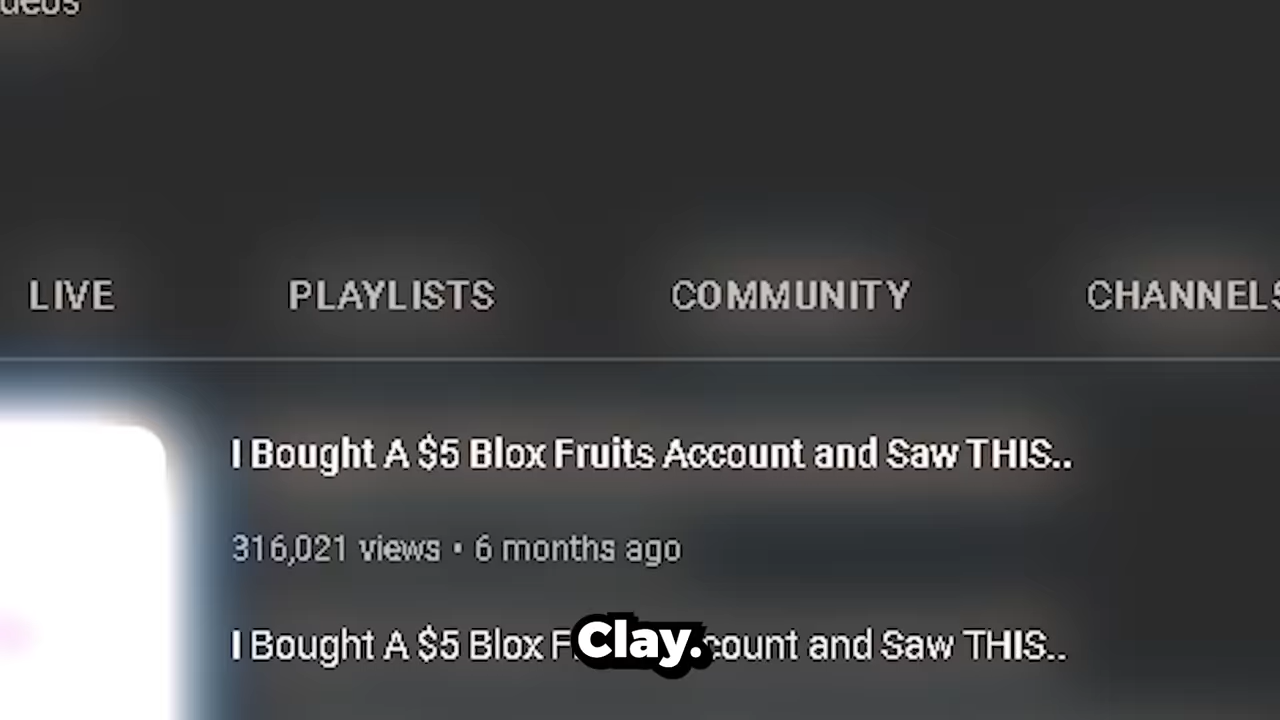 LIVE PLAYLISTS COMMUNITY CHANNELS
I Bought A $5 Blox Fruits Account and Saw THIS..
316,021 views • 6 months ago
I Bought A $5 Blox F Clay. count and Saw THIS..